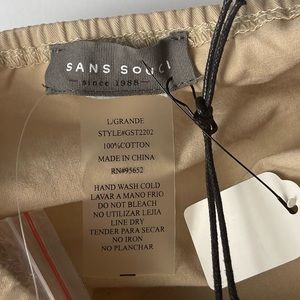 SANS SOUCI
since 1988
L/GRANDE
STYLE#GST2202
100%COTTON
MADE IN CHINA
RN#95652
HAND WASH COLD
LAVAR A MANO FRIO
DO NOT BLEACH
NO UTILIZAR LEJIA
LINE DRY
TENDER PARA SECAR
NO IRON
NO PLANCHAR